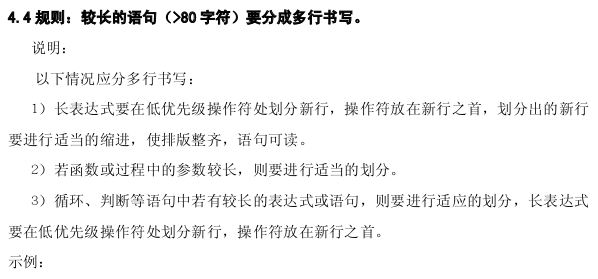 4.4 规则：较长的语句（>80 字符）要分成多行书写。
说明：
以下情况应分多行书写：
1）长表达式要在低优先级操作符处划分新行，操作符放在新行之首，划分出的新行
要进行适当的缩进，使排版整齐，语句可读。
2）若函数或过程中的参数较长，则要进行适当的划分。
3）循环、判断等语句中若有较长的表达式或语句，则要进行适应的划分，长表达式
要在低优先级操作符处划分新行，操作符放在新行之首。
示例：